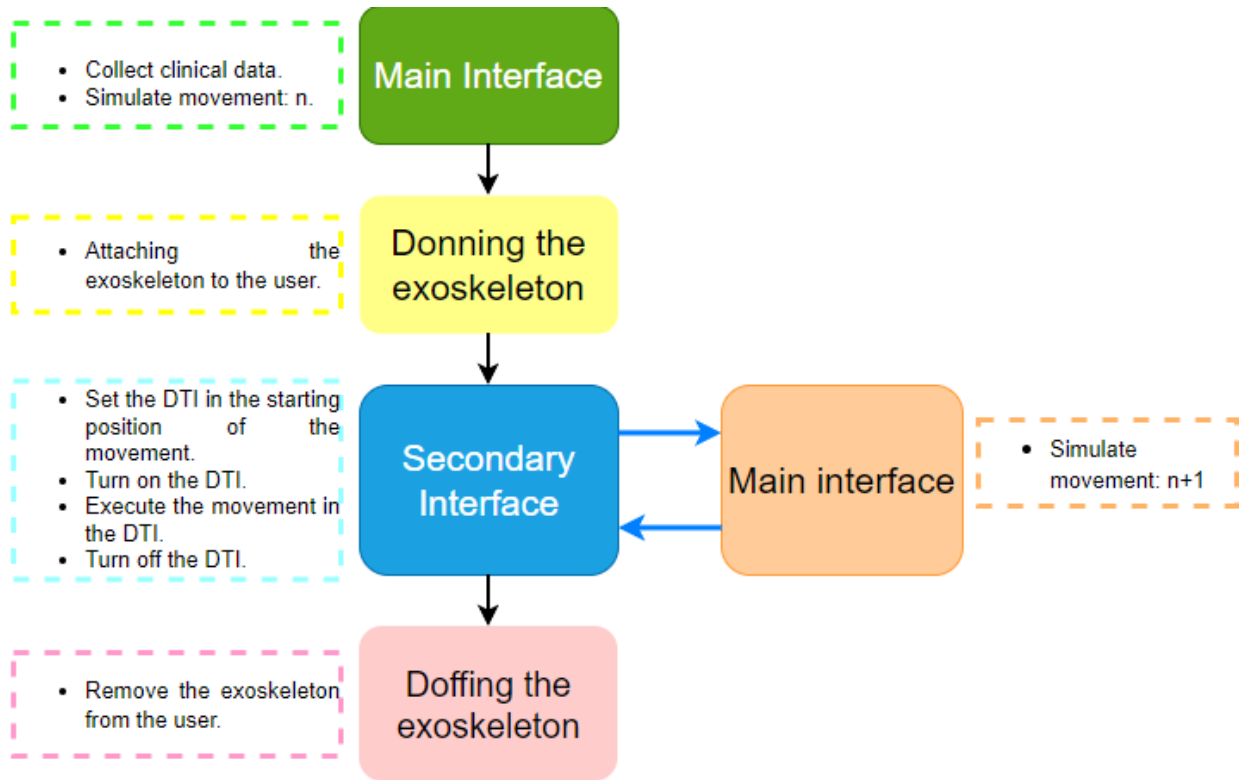 • Collect clinical data.
• Simulate movement: n.
Main Interface
• Attaching the
exoskeleton to the user.
Donning the
exoskeleton
• Set the DTI in the starting
position of the
movement.
• Turn on the DTI.
• Execute the movement in
the DTI.
• Turn off the DTI.
Secondary
Interface
Main interface
• Simulate
movement: n+1
• Remove the exoskeleton
from the user.
Doffing the
exoskeleton